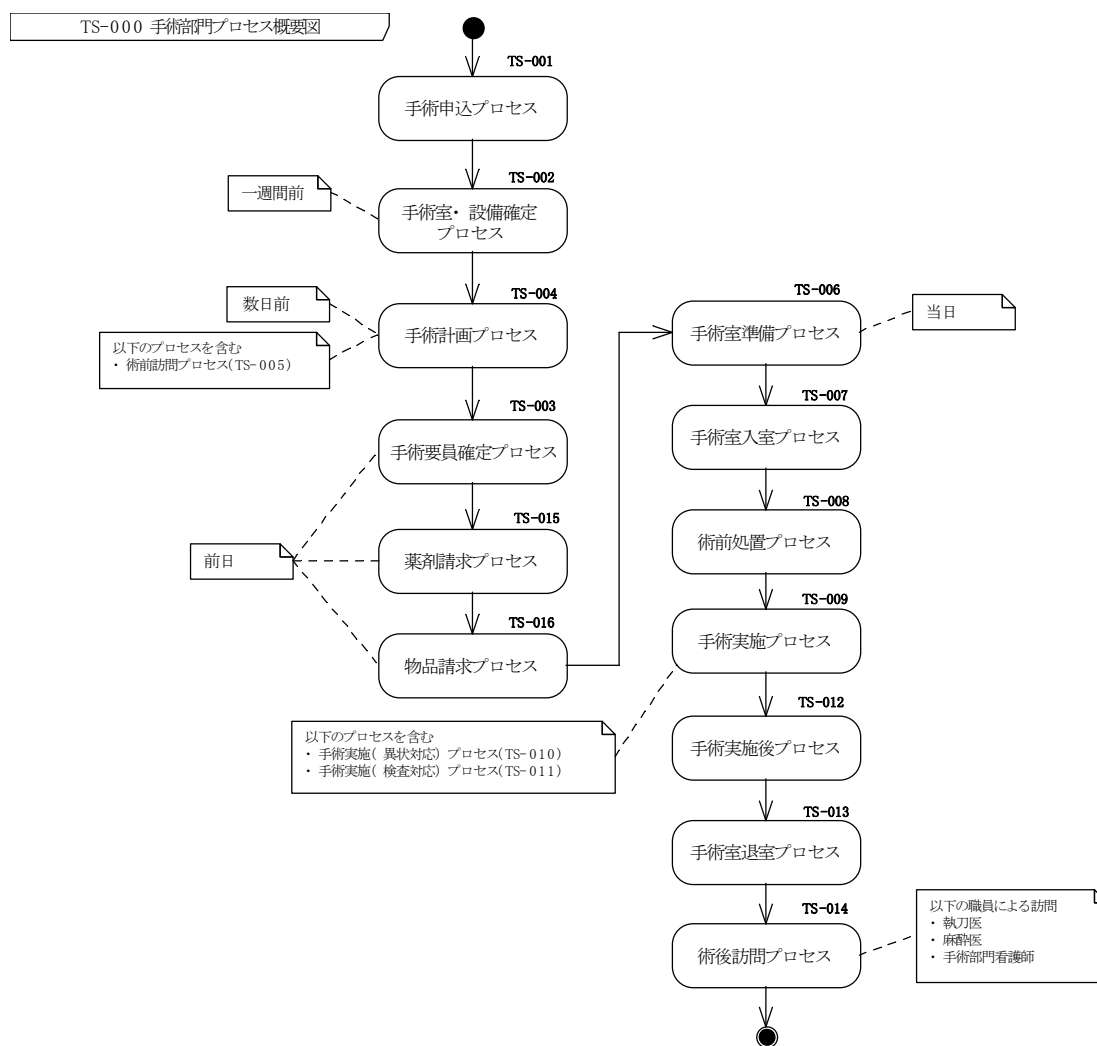 TS-000 手術部門プロセス概要図
TS-001
手術申込プロセス
TS-002
一週間前
手術室・設備確定
プロセス
TS-004
数日前
手術計画プロセス
以下のプロセスを含む
・術前訪問プロセス(TS-005)
TS-003
手術要員確定プロセス
TS-015
前日
薬剤請求プロセス
TS-016
物品請求プロセス
TS-006
当日
手術室準備プロセス
TS-007
手術室入室プロセス
TS-008
術前処置プロセス
TS-009
手術実施プロセス
以下のプロセスを含む
・手術実施(異状対応)プロセス(TS-010)
・手術実施(検査対応)プロセス(TS-011)
TS-012
手術実施後プロセス
TS-013
手術室退室プロセス
TS-014
術後訪問プロセス
以下の職員による訪問
・執刀医
・麻酔医
・手術部門看護師